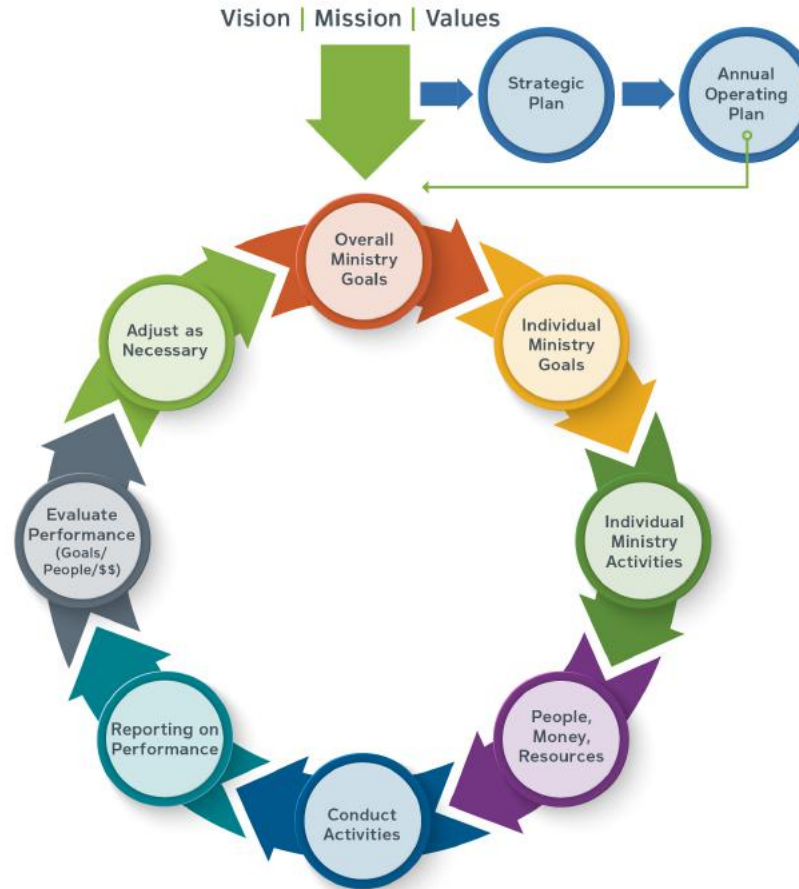 Vision | Mission | Values
Strategic
Plan
Annual
Operating
Plan
Overall
Ministry
Goals
Individual
Ministry
Goals
Individual
Ministry
Activities
People,
Money,
Resources
Conduct
Activities
Reporting on
Performance
Evaluate
Performance
(Goals/
People/$$)
Adjust as
Necessary